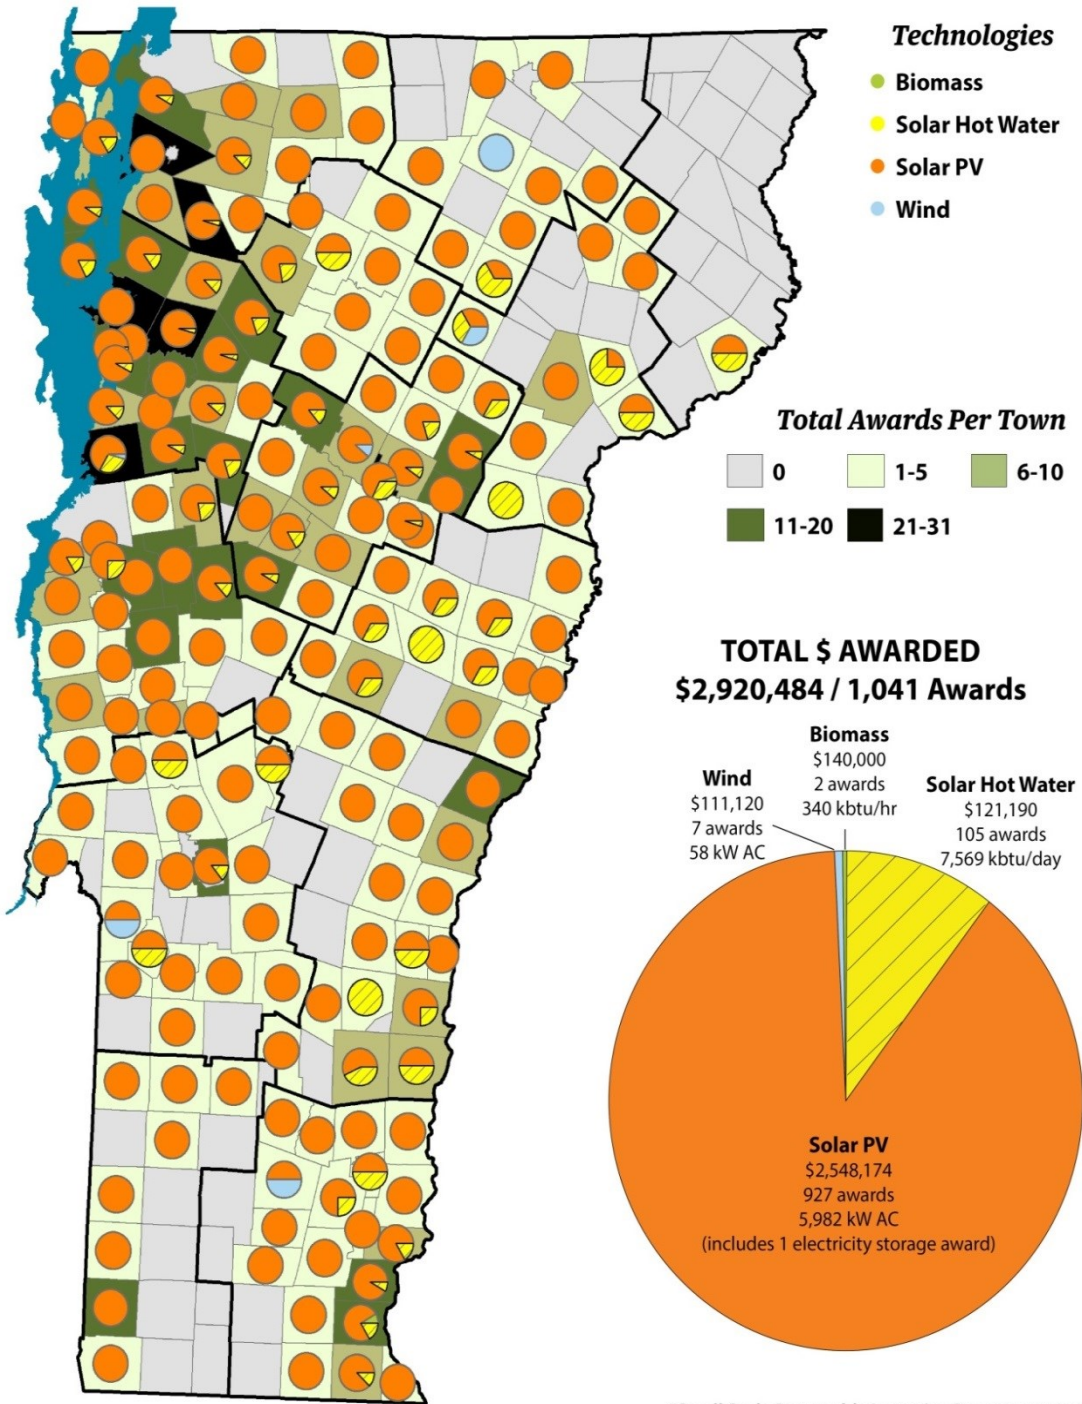 Technologies
Biomass
Solar Hot Water
Solar PV
Wind
Total Awards Per Town
0
1-5
6-10
11-20
21-31
TOTAL $ AWARDED
$2,920,484 / 1,041 Awards
Biomass
$140,000
2 awards
340 kbtu/hr
Wind
$111,120
7 awards
58 kW AC
Solar Hot Water
$121,190
105 awards
7,569 kbtu/day
Solar PV
$2,548,174
927 awards
5,982 kW AC
(includes 1 electricity storage award)